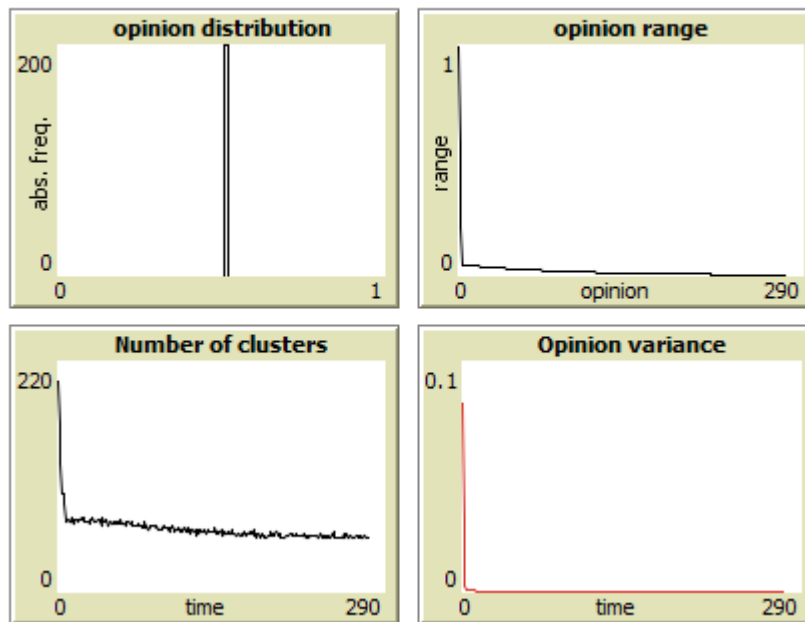 opinion distribution
200
abs. freq.
0
0 1
opinion range
1
range
0
0 opinion 290
Number of clusters
220
0
0 time 290
Opinion variance
0.1
0
0 time 290